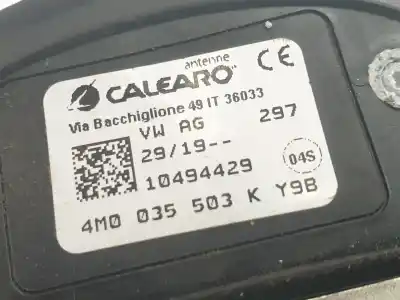 antenne
CALEARO CE
Via Bacchiglione 49 IT 36033
VW AG 297
29/19--
04S
10494429
4M0 035 503 K Y9B